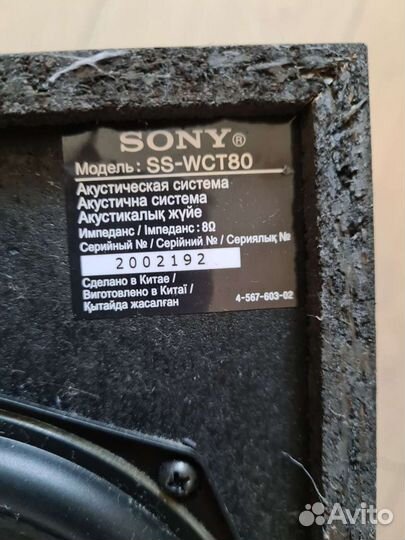 SONY®
Модель: SS-WCT80
Акустическая система
Акустична система
Акустикалық жүйе
Импеданс / Імпеданс : 8Ω
Серийный № / Серійний № / Сериялық №
2002192
Сделано в Китае /
Виготовлено в Китаї /
Қытайда жасалған
4-567-603-02
Avito